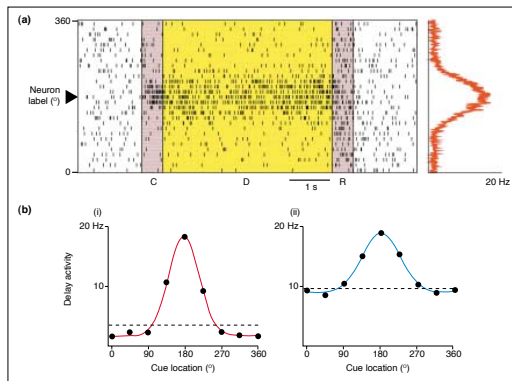 (a)
360
Neuron
label (°)
0
C D R
1 s
20 Hz
(b)
(i) (ii)
20 Hz 20 Hz
Delay activity
10 10
0 90 180 270 360 0 90 180 270 360
Cue location (°) Cue location (°)